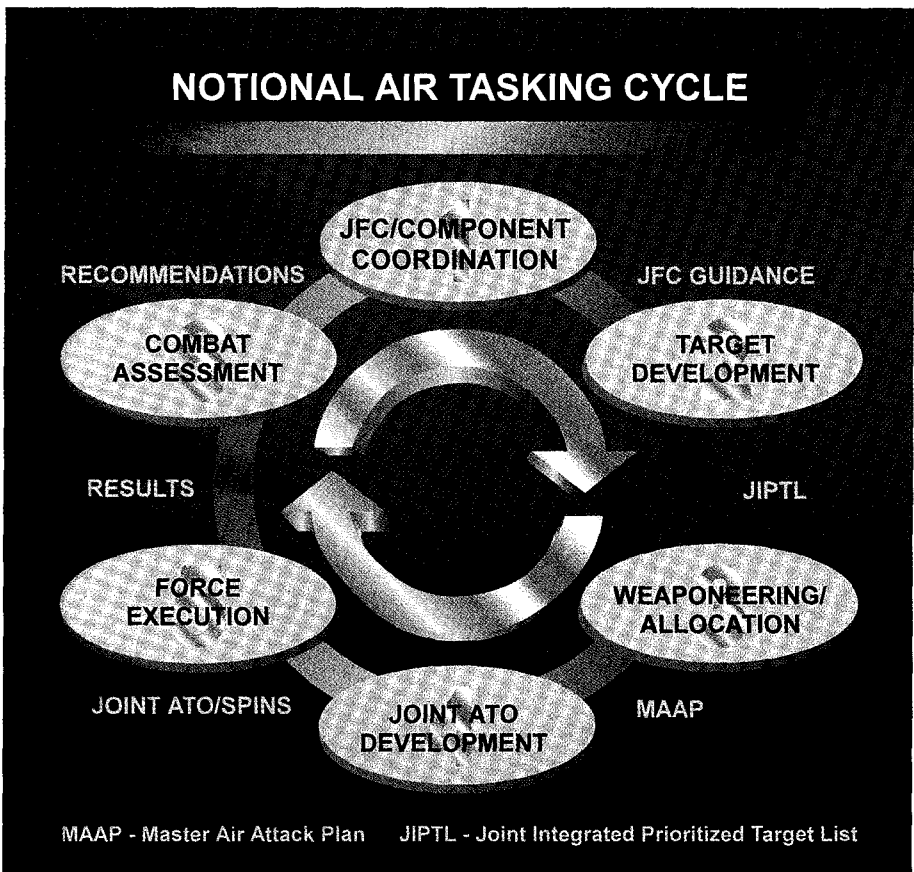 NOTIONAL AIR TASKING CYCLE
JFC/COMPONENT
COORDINATION
RECOMMENDATIONS
JFC GUIDANCE
COMBAT
ASSESSMENT
TARGET
DEVELOPMENT
RESULTS
JIPTL
FORCE
EXECUTION
WEAPONEERING/
ALLOCATION
JOINT ATO/SPINS
MAAP
JOINT ATO
DEVELOPMENT
MAAP - Master Air Attack Plan JIPTL - Joint Integrated Prioritized Target List